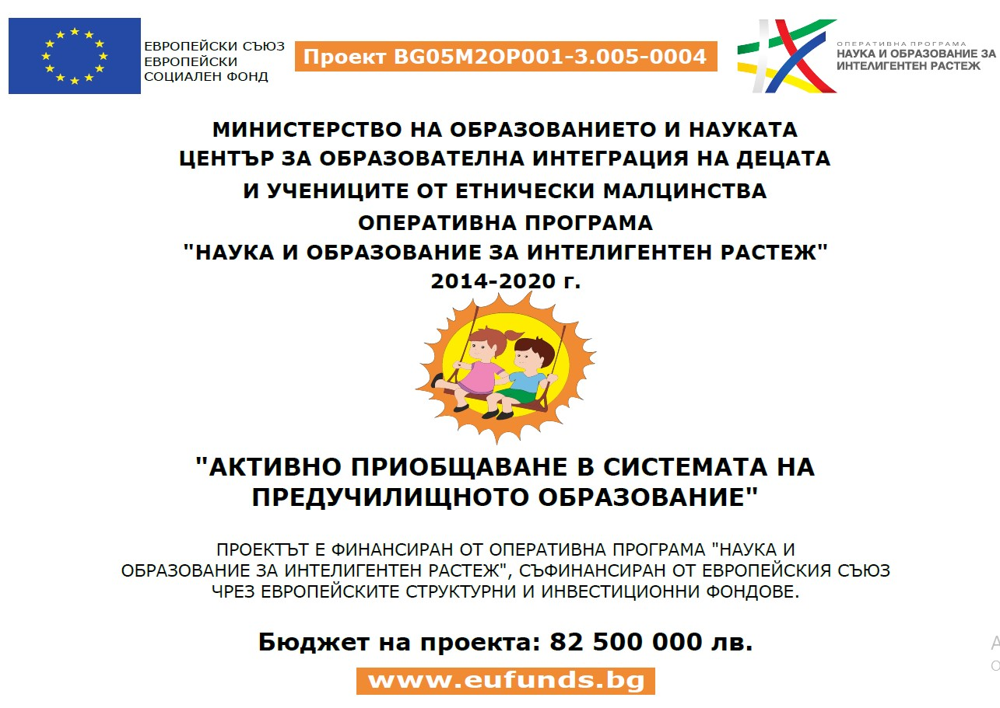 ЕВРОПЕЙСКИ СЪЮЗ
ЕВРОПЕЙСКИ
СОЦИАЛЕН ФОНД
Проект BG05M2OP001-3.005-0004
ОПЕРАТИВНА ПРОГРАМА
НАУКА И ОБРАЗОВАНИЕ ЗА
ИНТЕЛИГЕНТЕН РАСТЕЖ
МИНИСТЕРСТВО НА ОБРАЗОВАНИЕТО И НАУКАТА
ЦЕНТЪР ЗА ОБРАЗОВАТЕЛНА ИНТЕГРАЦИЯ НА ДЕЦАТА
И УЧЕНИЦИТЕ ОТ ЕТНИЧЕСКИ МАЛЦИНСТВА
ОПЕРАТИВНА ПРОГРАМА
"НАУКА И ОБРАЗОВАНИЕ ЗА ИНТЕЛИГЕНТЕН РАСТЕЖ"
2014-2020 г.
"АКТИВНО ПРИОБЩАВАНЕ В СИСТЕМАТА НА
ПРЕДУЧИЛИЩНОТО ОБРАЗОВАНИЕ"
ПРОЕКТЪТ Е ФИНАНСИРАН ОТ ОПЕРАТИВНА ПРОГРАМА "НАУКА И
ОБРАЗОВАНИЕ ЗА ИНТЕЛИГЕНТЕН РАСТЕЖ", СЪФИНАНСИРАН ОТ ЕВРОПЕЙСКИЯ СЪЮЗ
ЧРЕЗ ЕВРОПЕЙСКИТЕ СТРУКТУРНИ И ИНВЕСТИЦИОННИ ФОНДОВЕ.
Бюджет на проекта: 82 500 000 лв.
www.eufunds.bg